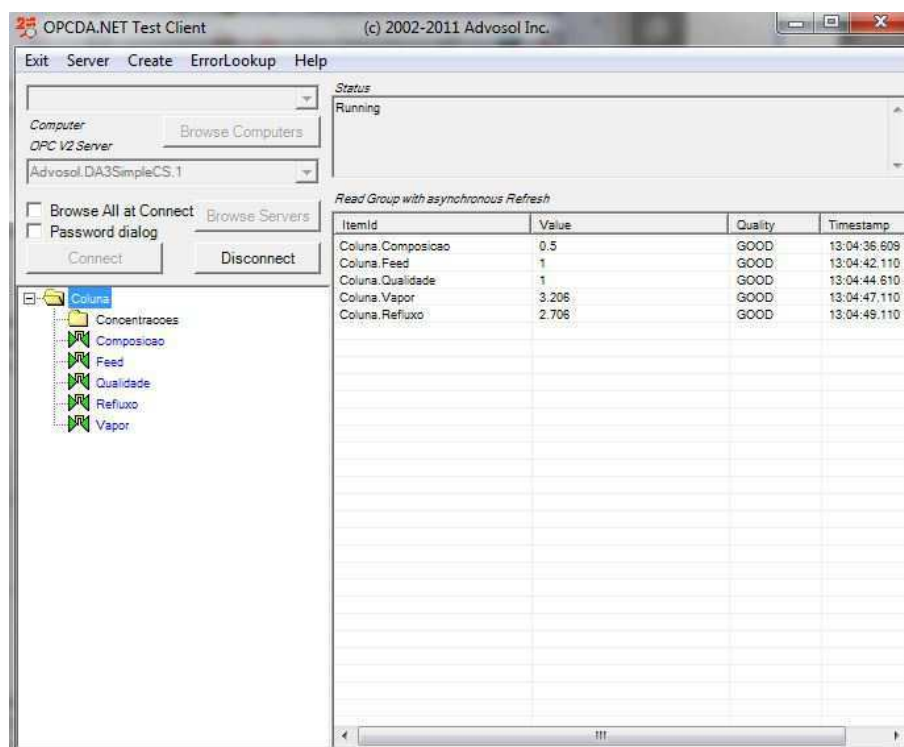 OPCDA.NET Test Client (c) 2002-2011 Advosol Inc.
Exit Server Create ErrorLookup Help
Status
Running
Computer
Browse Computers
OPC V2 Server
Advosol.DA3SimpleCS.1
Browse All at Connect
Browse Servers
Password dialog
Connect
Disconnect
Coluna
Concentracoes
Composicao
Feed
Qualidade
Refluxo
Vapor
Read Group with asynchronous Refresh
ItemId Value Quality Timestamp
Coluna.Composicao 0.5 GOOD 13:04:36.609
Coluna.Feed 1 GOOD 13:04:42.110
Coluna.Qualidade 1 GOOD 13:04:44.610
Coluna.Vapor 3.206 GOOD 13:04:47.110
Coluna.Refluxo 2.706 GOOD 13:04:49.110